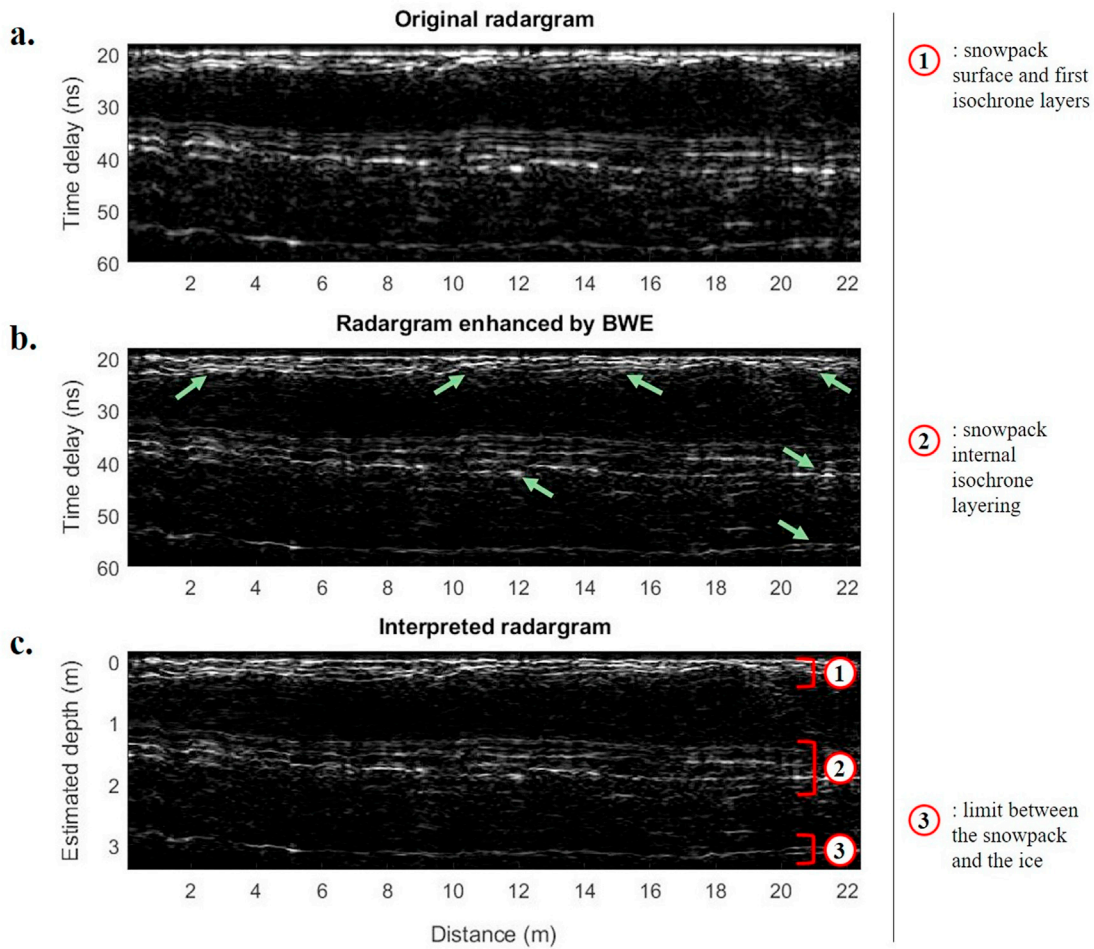 a.
Original radargram
20
30
40
50
60
Time delay (ns)
2 4 6 8 10 12 14 16 18 20 22
b.
Radargram enhanced by BWE
20
30
40
50
60
Time delay (ns)
2 4 6 8 10 12 14 16 18 20 22
c.
Interpreted radargram
0
1
2
3
Estimated depth (m)
1
2
3
2 4 6 8 10 12 14 16 18 20 22
Distance (m)
1 : snowpack
surface and first
isochrone layers
2 : snowpack
internal
isochrone
layering
3 : limit between
the snowpack
and the ice